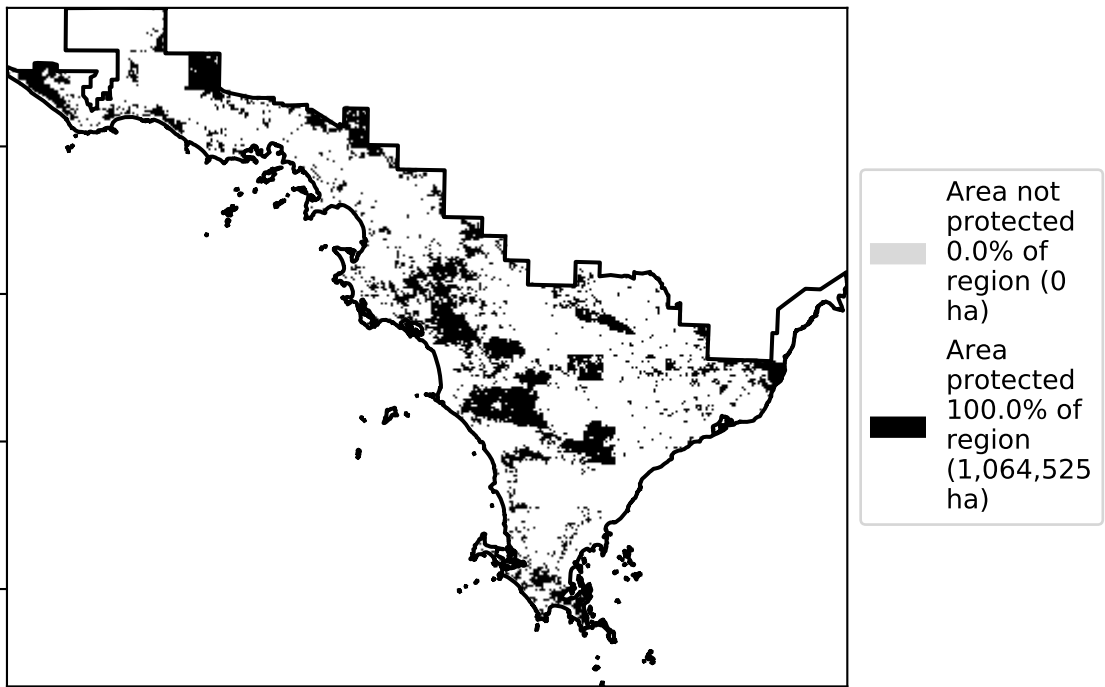 Area not
protected
0.0% of
region (0
ha)
Area
protected
100.0% of
region
(1,064,525
ha)